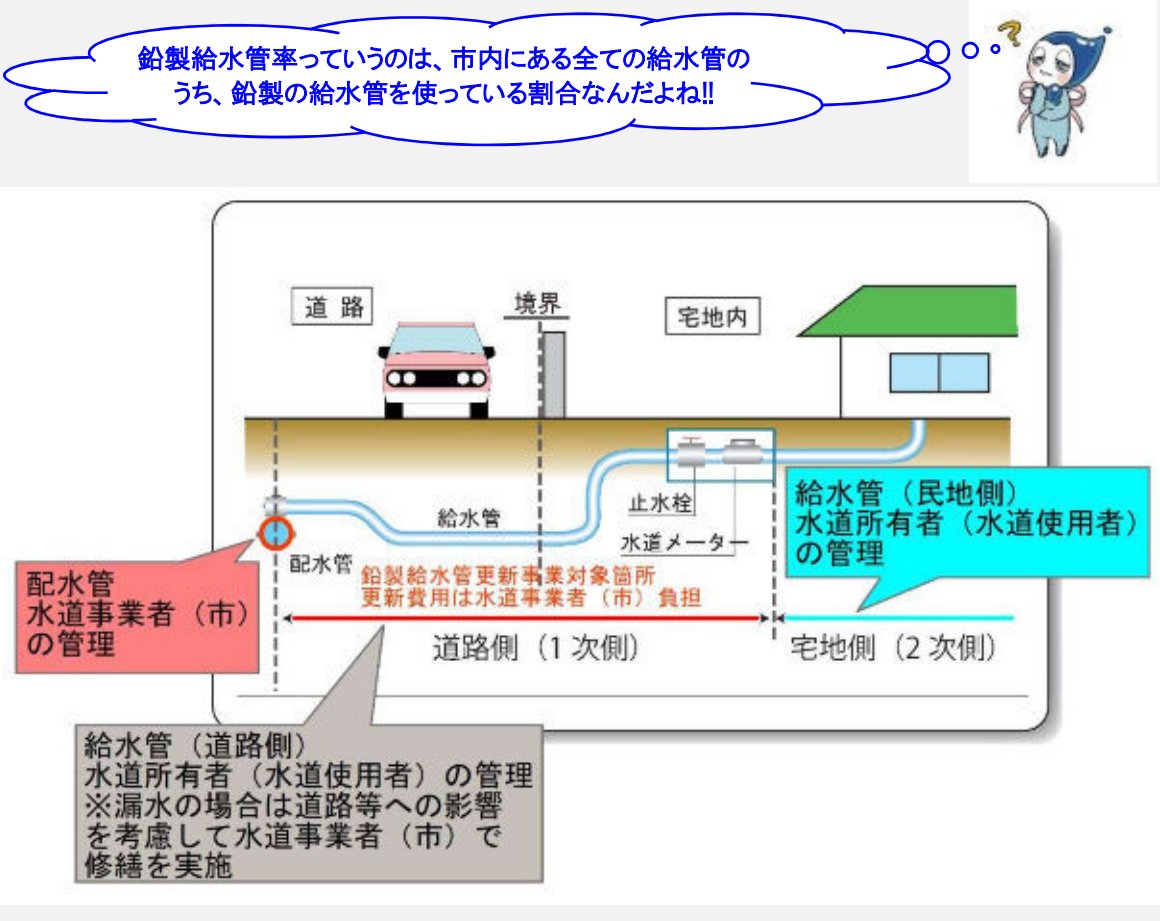 鉛製給水管率っていうのは、市内にある全ての給水管の
うち、鉛製の給水管を使っている割合なんだよね!!
?
道 路
境界
宅地内
止水栓
給水管
水道メーター
配水管
鉛製給水管更新事業対象箇所
更新費用は水道事業者(市)負担
給水管(民地側)
水道所有者(水道使用者)
の管理
配水管
水道事業者(市)
の管理
道路側(1次側)
宅地側(2次側)
給水管(道路側)
水道所有者(水道使用者)の管理
※漏水の場合は道路等への影響
を考慮して水道事業者(市)で
修繕を実施